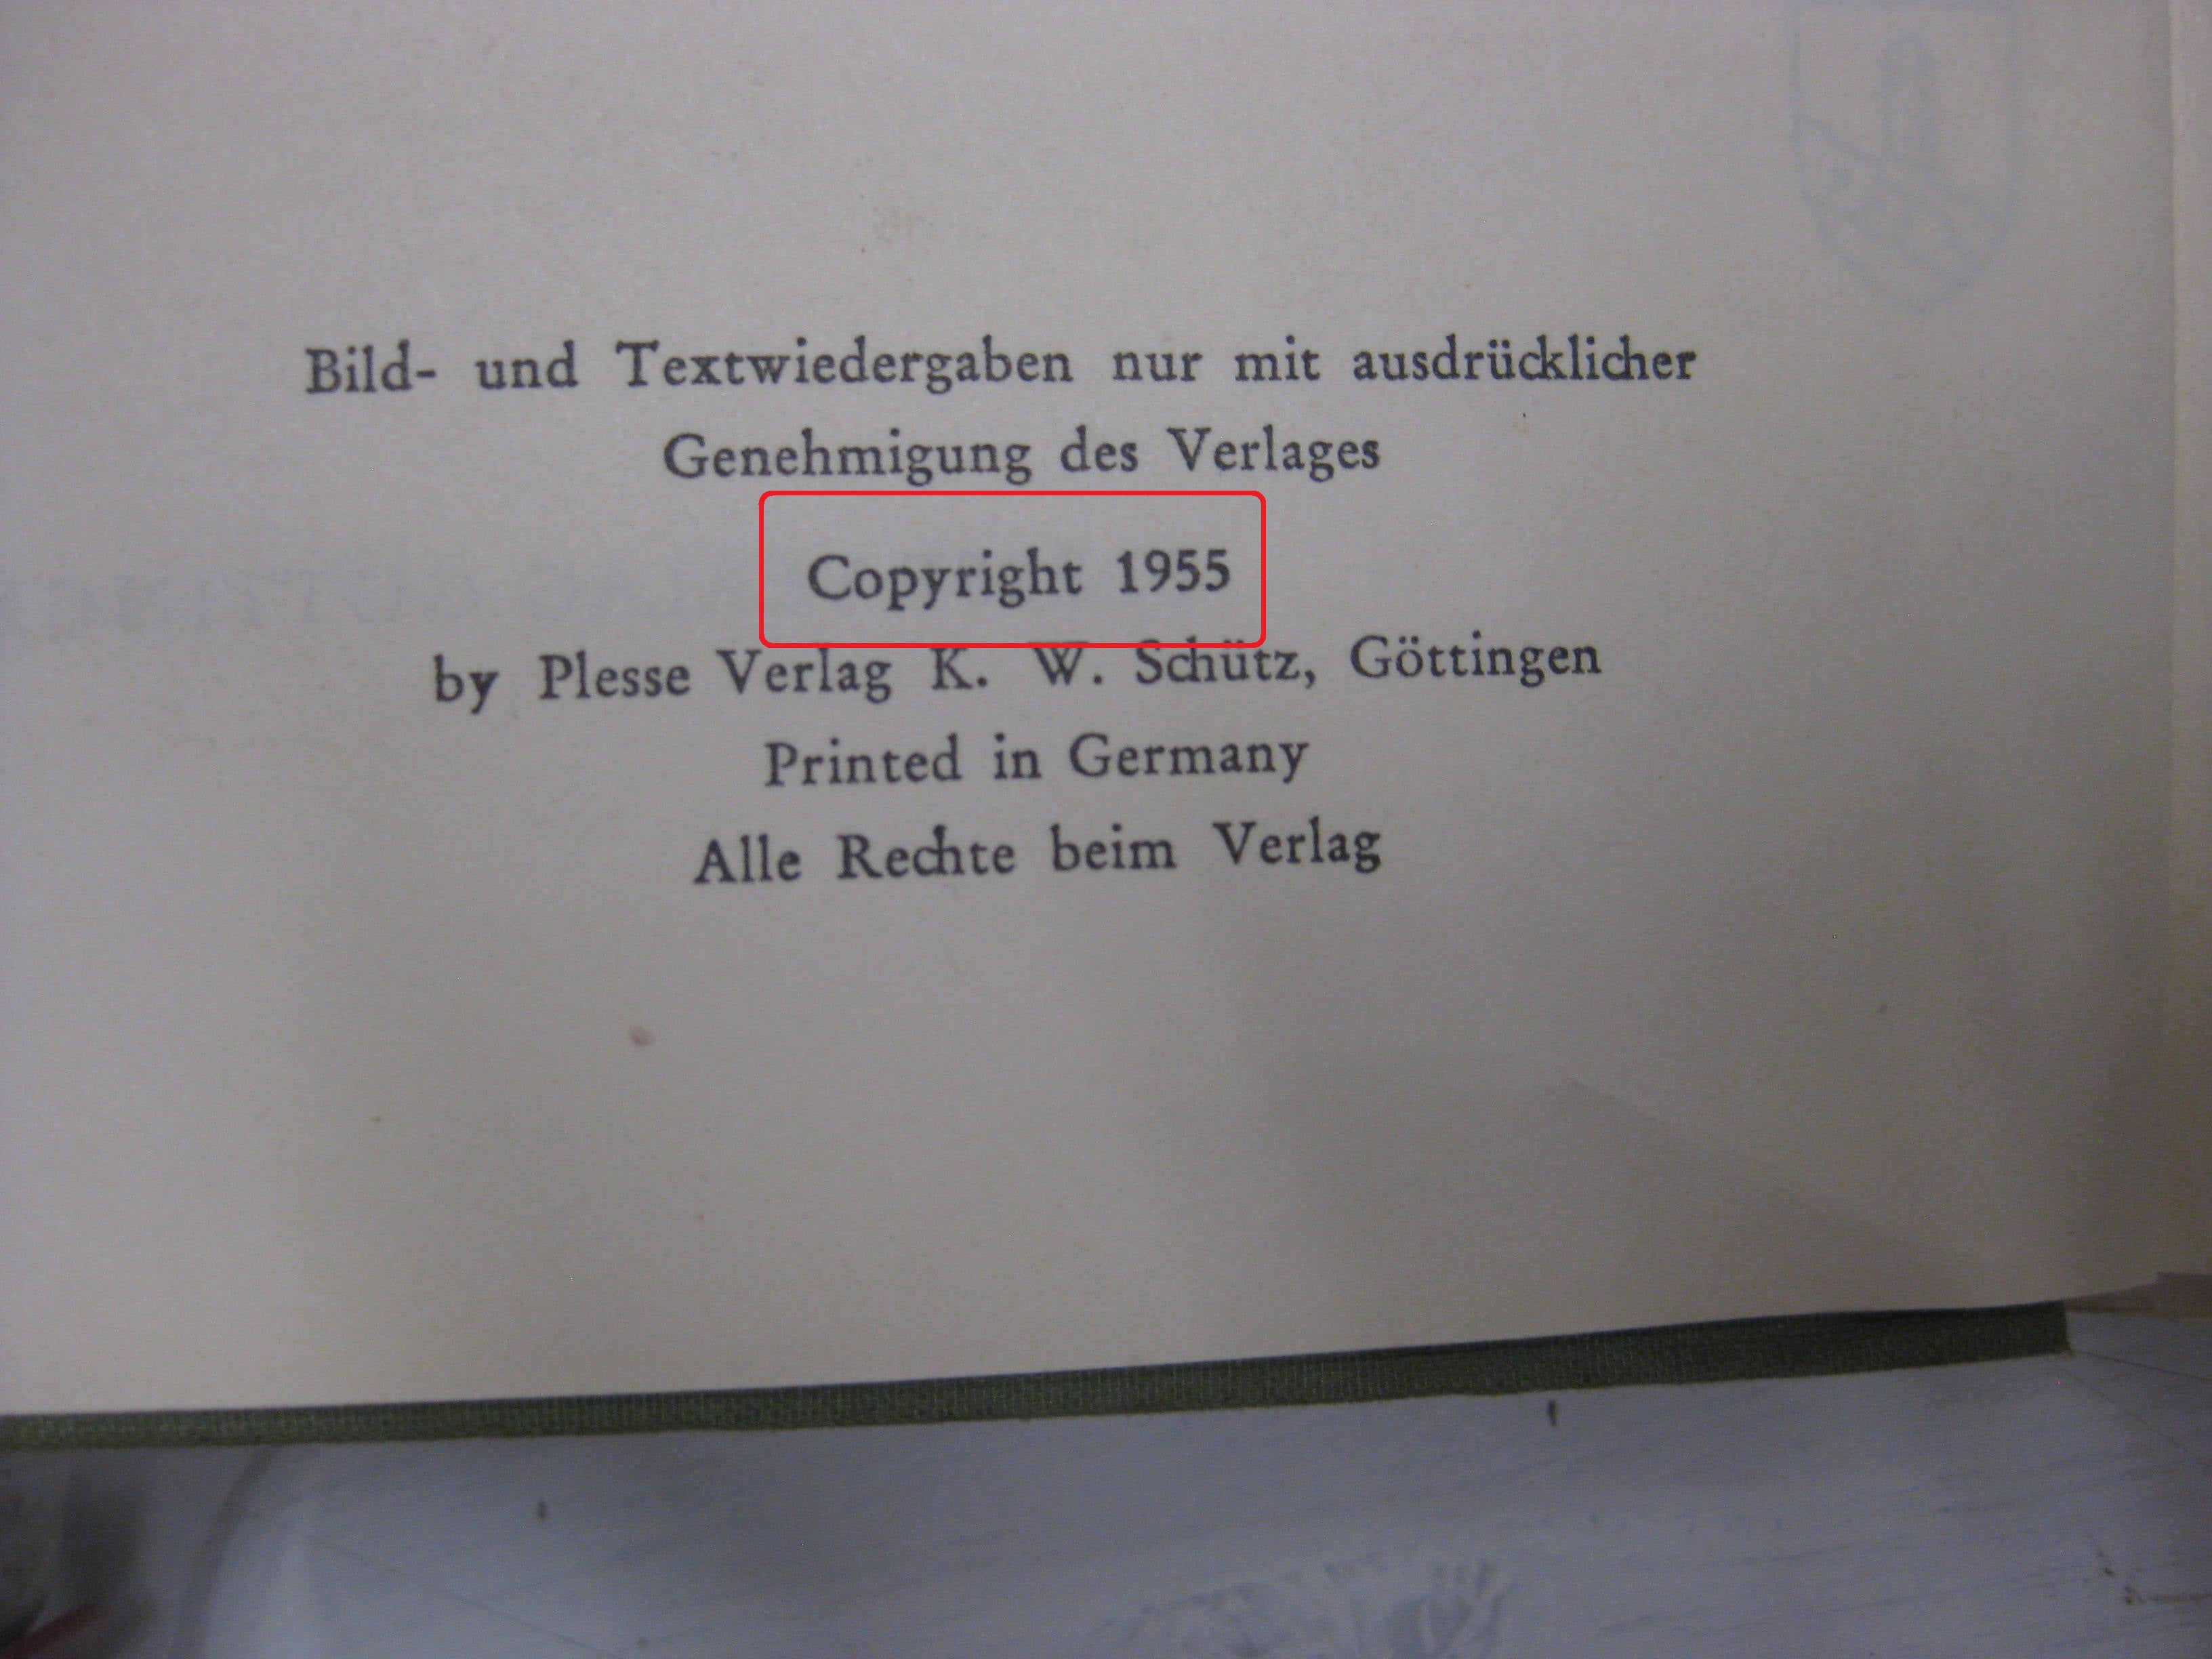 Bild- und Textwiedergaben nur mit ausdrücklicher
Genehmigung des Verlages
Copyright 1955
by Plesse Verlag K. W. Schütz, Göttingen
Printed in Germany
Alle Rechte beim Verlag